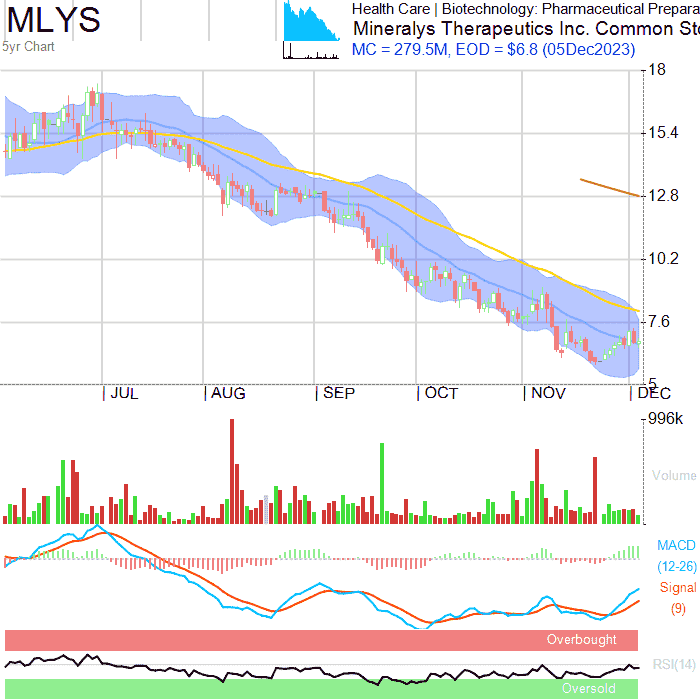 MLYS
5yr Chart
Health Care | Biotechnology: Pharmaceutical Prepara
Mineralys Therapeutics Inc. Common Sto
MC = 279.5M, EOD = $6.8 (05Dec2023)
18
15.4
12.8
10.2
7.6
5
JUL AUG SEP OCT NOV DEC
996k
Volume
MACD
(12-26)
Signal
(9)
Overbought
RSI(14)
Oversold